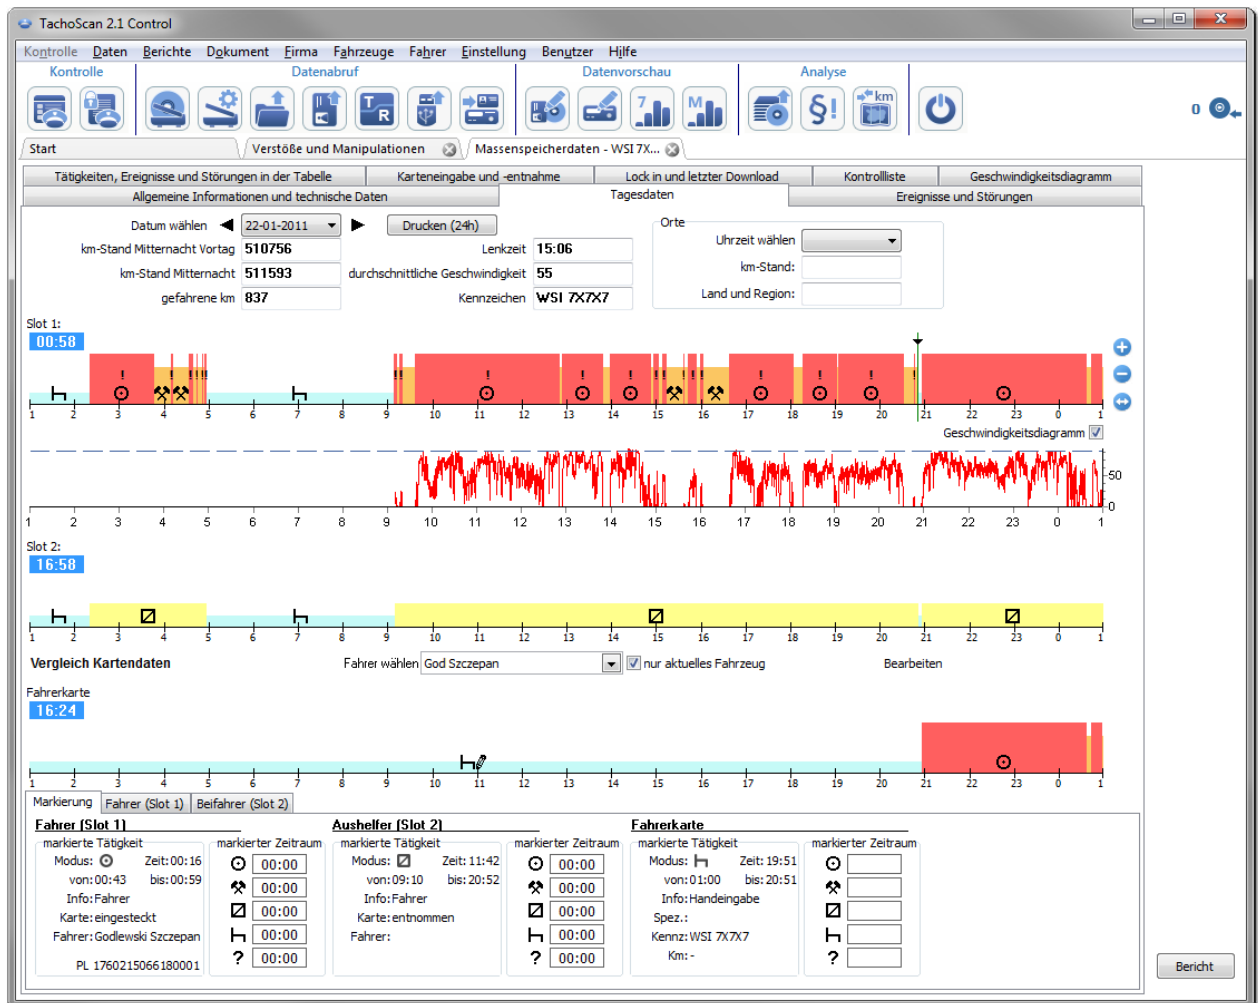 TachoScan 2.1 Control
Kontrolle Daten Berichte Dokument Firma Fahrzeuge Fahrer Einstellung Benutzer Hilfe
Kontrolle Datenabruf Datenvorschau Analyse
T R 7 M §! km
0
Start Verstöße und Manipulationen Massenspeicherdaten - WSI 7X...
Tätigkeiten, Ereignisse und Störungen in der Tabelle Karteneingabe und -entnahme Lock in und letzter Download Kontrollliste Geschwindigkeitsdiagramm
Allgemeine Informationen und technische Daten Tagesdaten Ereignisse und Störungen
Datum wählen 22-01-2011 Drucken (24h) Orte
km-Stand Mitternacht Vortag 510756 Lenkzeit 15:06 Uhrzeit wählen
km-Stand Mitternacht 511593 durchschnittliche Geschwindigkeit 55 km-Stand:
gefahrene km 837 Kennzeichen WSI 7X7X7 Land und Region:
Slot 1:
00:58
1 2 3 4 5 6 7 8 9 10 11 12 13 14 15 16 17 18 19 20 21 22 23 0 1
Geschwindigkeitsdiagramm
50
0
1 2 3 4 5 6 7 8 9 10 11 12 13 14 15 16 17 18 19 20 21 22 23 0 1
Slot 2:
16:58
1 2 3 4 5 6 7 8 9 10 11 12 13 14 15 16 17 18 19 20 21 22 23 0 1
Vergleich Kartendaten Fahrer wählen God Szczepan nur aktuelles Fahrzeug Bearbeiten
Fahrerkarte
16:24
1 2 3 4 5 6 7 8 9 10 11 12 13 14 15 16 17 18 19 20 21 22 23 0 1
Markierung Fahrer (Slot 1) Beifahrer (Slot 2)
Fahrer (Slot 1) Aushelfer (Slot 2) Fahrerkarte
markierte Tätigkeit markierter Zeitraum markierte Tätigkeit markierter Zeitraum markierte Tätigkeit markierter Zeitraum
Modus: Zeit: 00:16 00:00 Modus: Zeit: 11:42 00:00 Modus: Zeit: 19:51
von: 00:43 bis: 00:59 00:00 von: 09:10 bis: 20:52 00:00 von: 01:00 bis: 20:51
Info: Fahrer Info: Fahrer Info: Handeingabe
Karte: eingesteckt 00:00 Karte: entnommen 00:00 Spez.:
Fahrer: Godlewski Szczepan 00:00 Fahrer: 00:00 Kennz: WSI 7X7X7
PL 1760215066180001 ? 00:00 ? 00:00 Km: - ?
Bericht